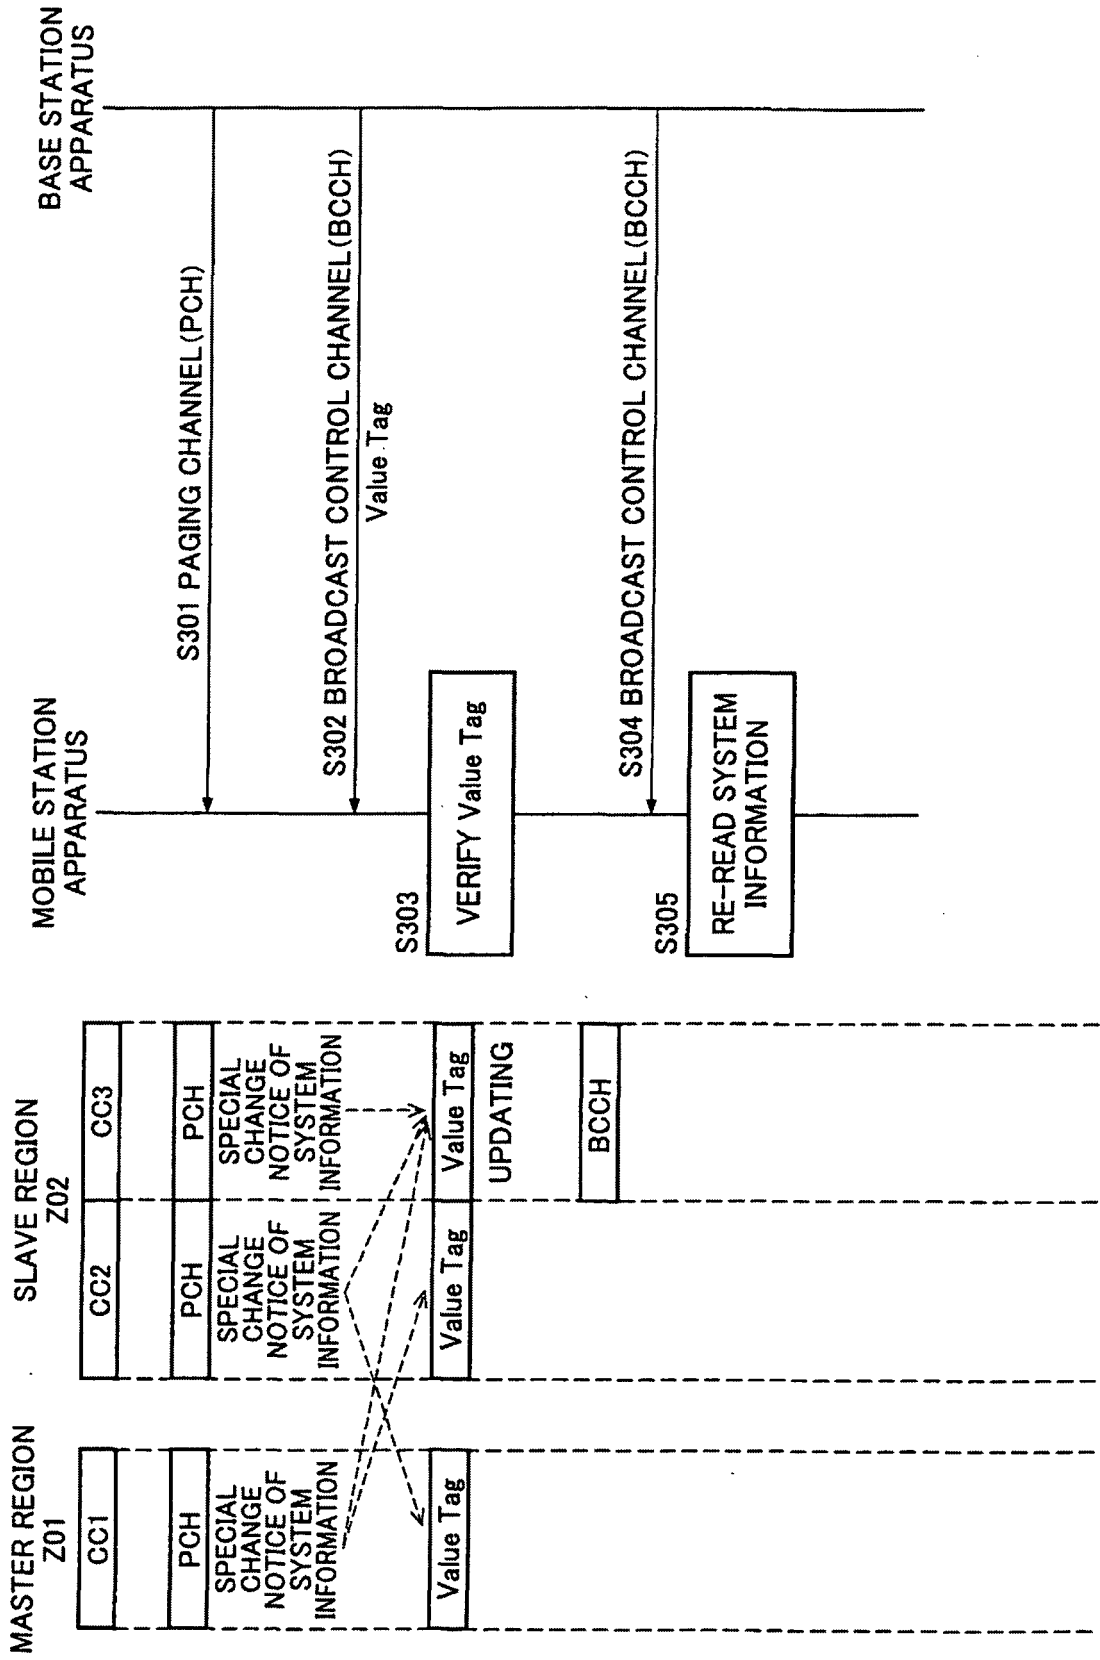 MASTER REGION
Z01
SLAVE REGION
Z02
MOBILE STATION
APPARATUS
BASE STATION
APPARATUS
CC1
CC2
CC3
PCH
PCH
PCH
S301 PAGING CHANNEL(PCH)
SPECIAL
CHANGE
NOTICE OF
SYSTEM
INFORMATION
SPECIAL
CHANGE
NOTICE OF
SYSTEM
INFORMATION
SPECIAL
CHANGE
NOTICE OF
SYSTEM
INFORMATION
S302 BROADCAST CONTROL CHANNEL(BCCH)
Value Tag
Value Tag
Value Tag
Value Tag
UPDATING
S303
VERIFY Value Tag
BCCH
S304 BROADCAST CONTROL CHANNEL(BCCH)
S305
RE-READ SYSTEM
INFORMATION